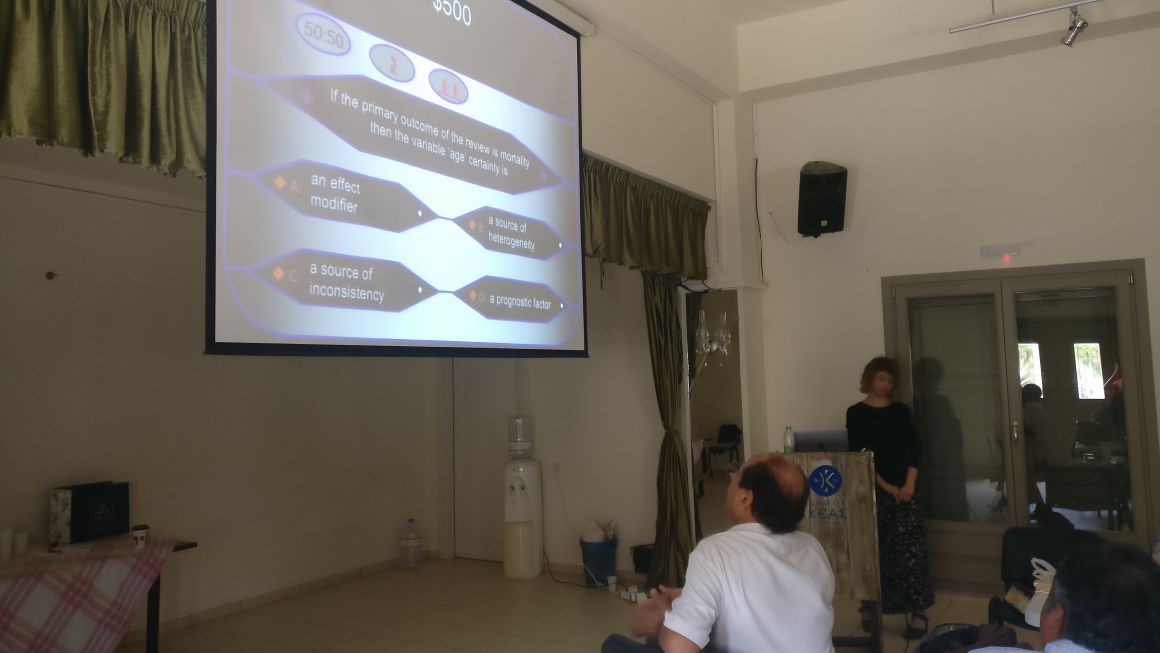 $500
50:50
If the primary outcome of the review is mortality
then the variable 'age' certainly is
A: an effect
modifier
B: a source of
heterogeneity
C: a source of
inconsistency
D: a prognostic factor
ΚΕΑΣ